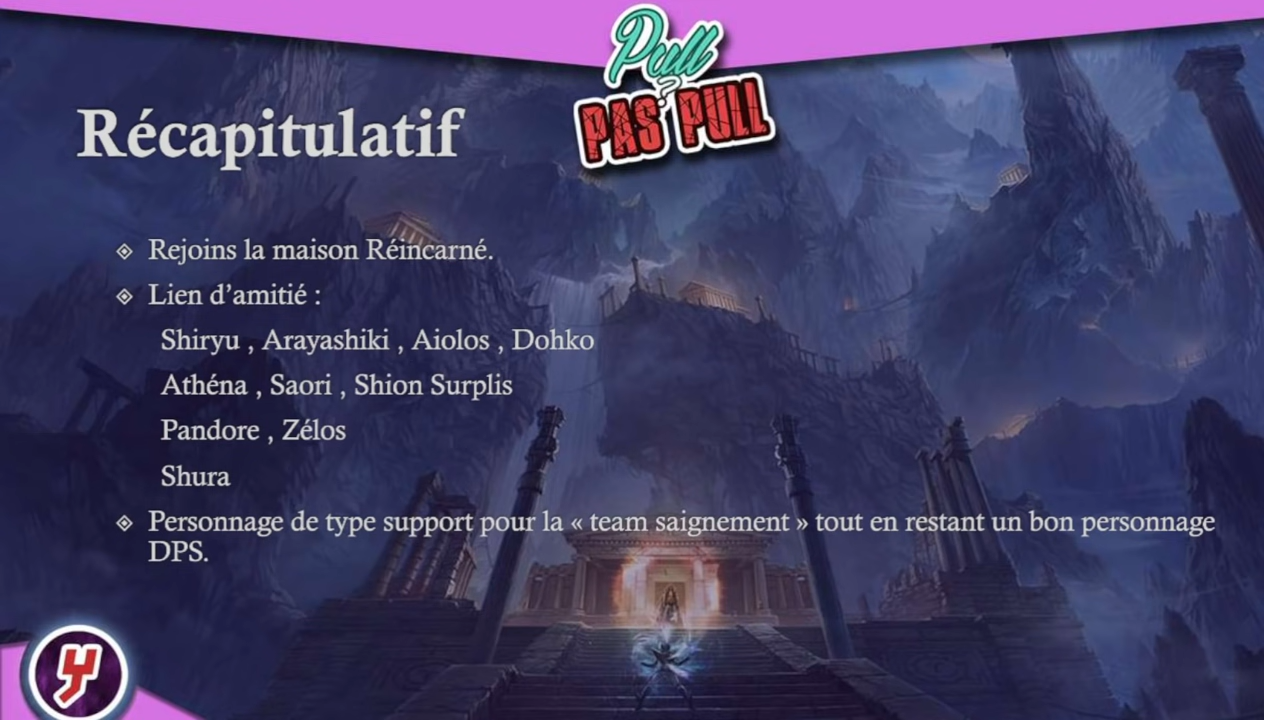 Pull
?
PAS PULL
Récapitulatif
Rejoins la maison Réincarné.
Lien d’amitié :
Shiryu , Arayashiki , Aiolos , Dohko
Athéna , Saori , Shion Surplis
Pandore , Zélos
Shura
Personnage de type support pour la « team saignement » tout en restant un bon personnage
DPS.
y